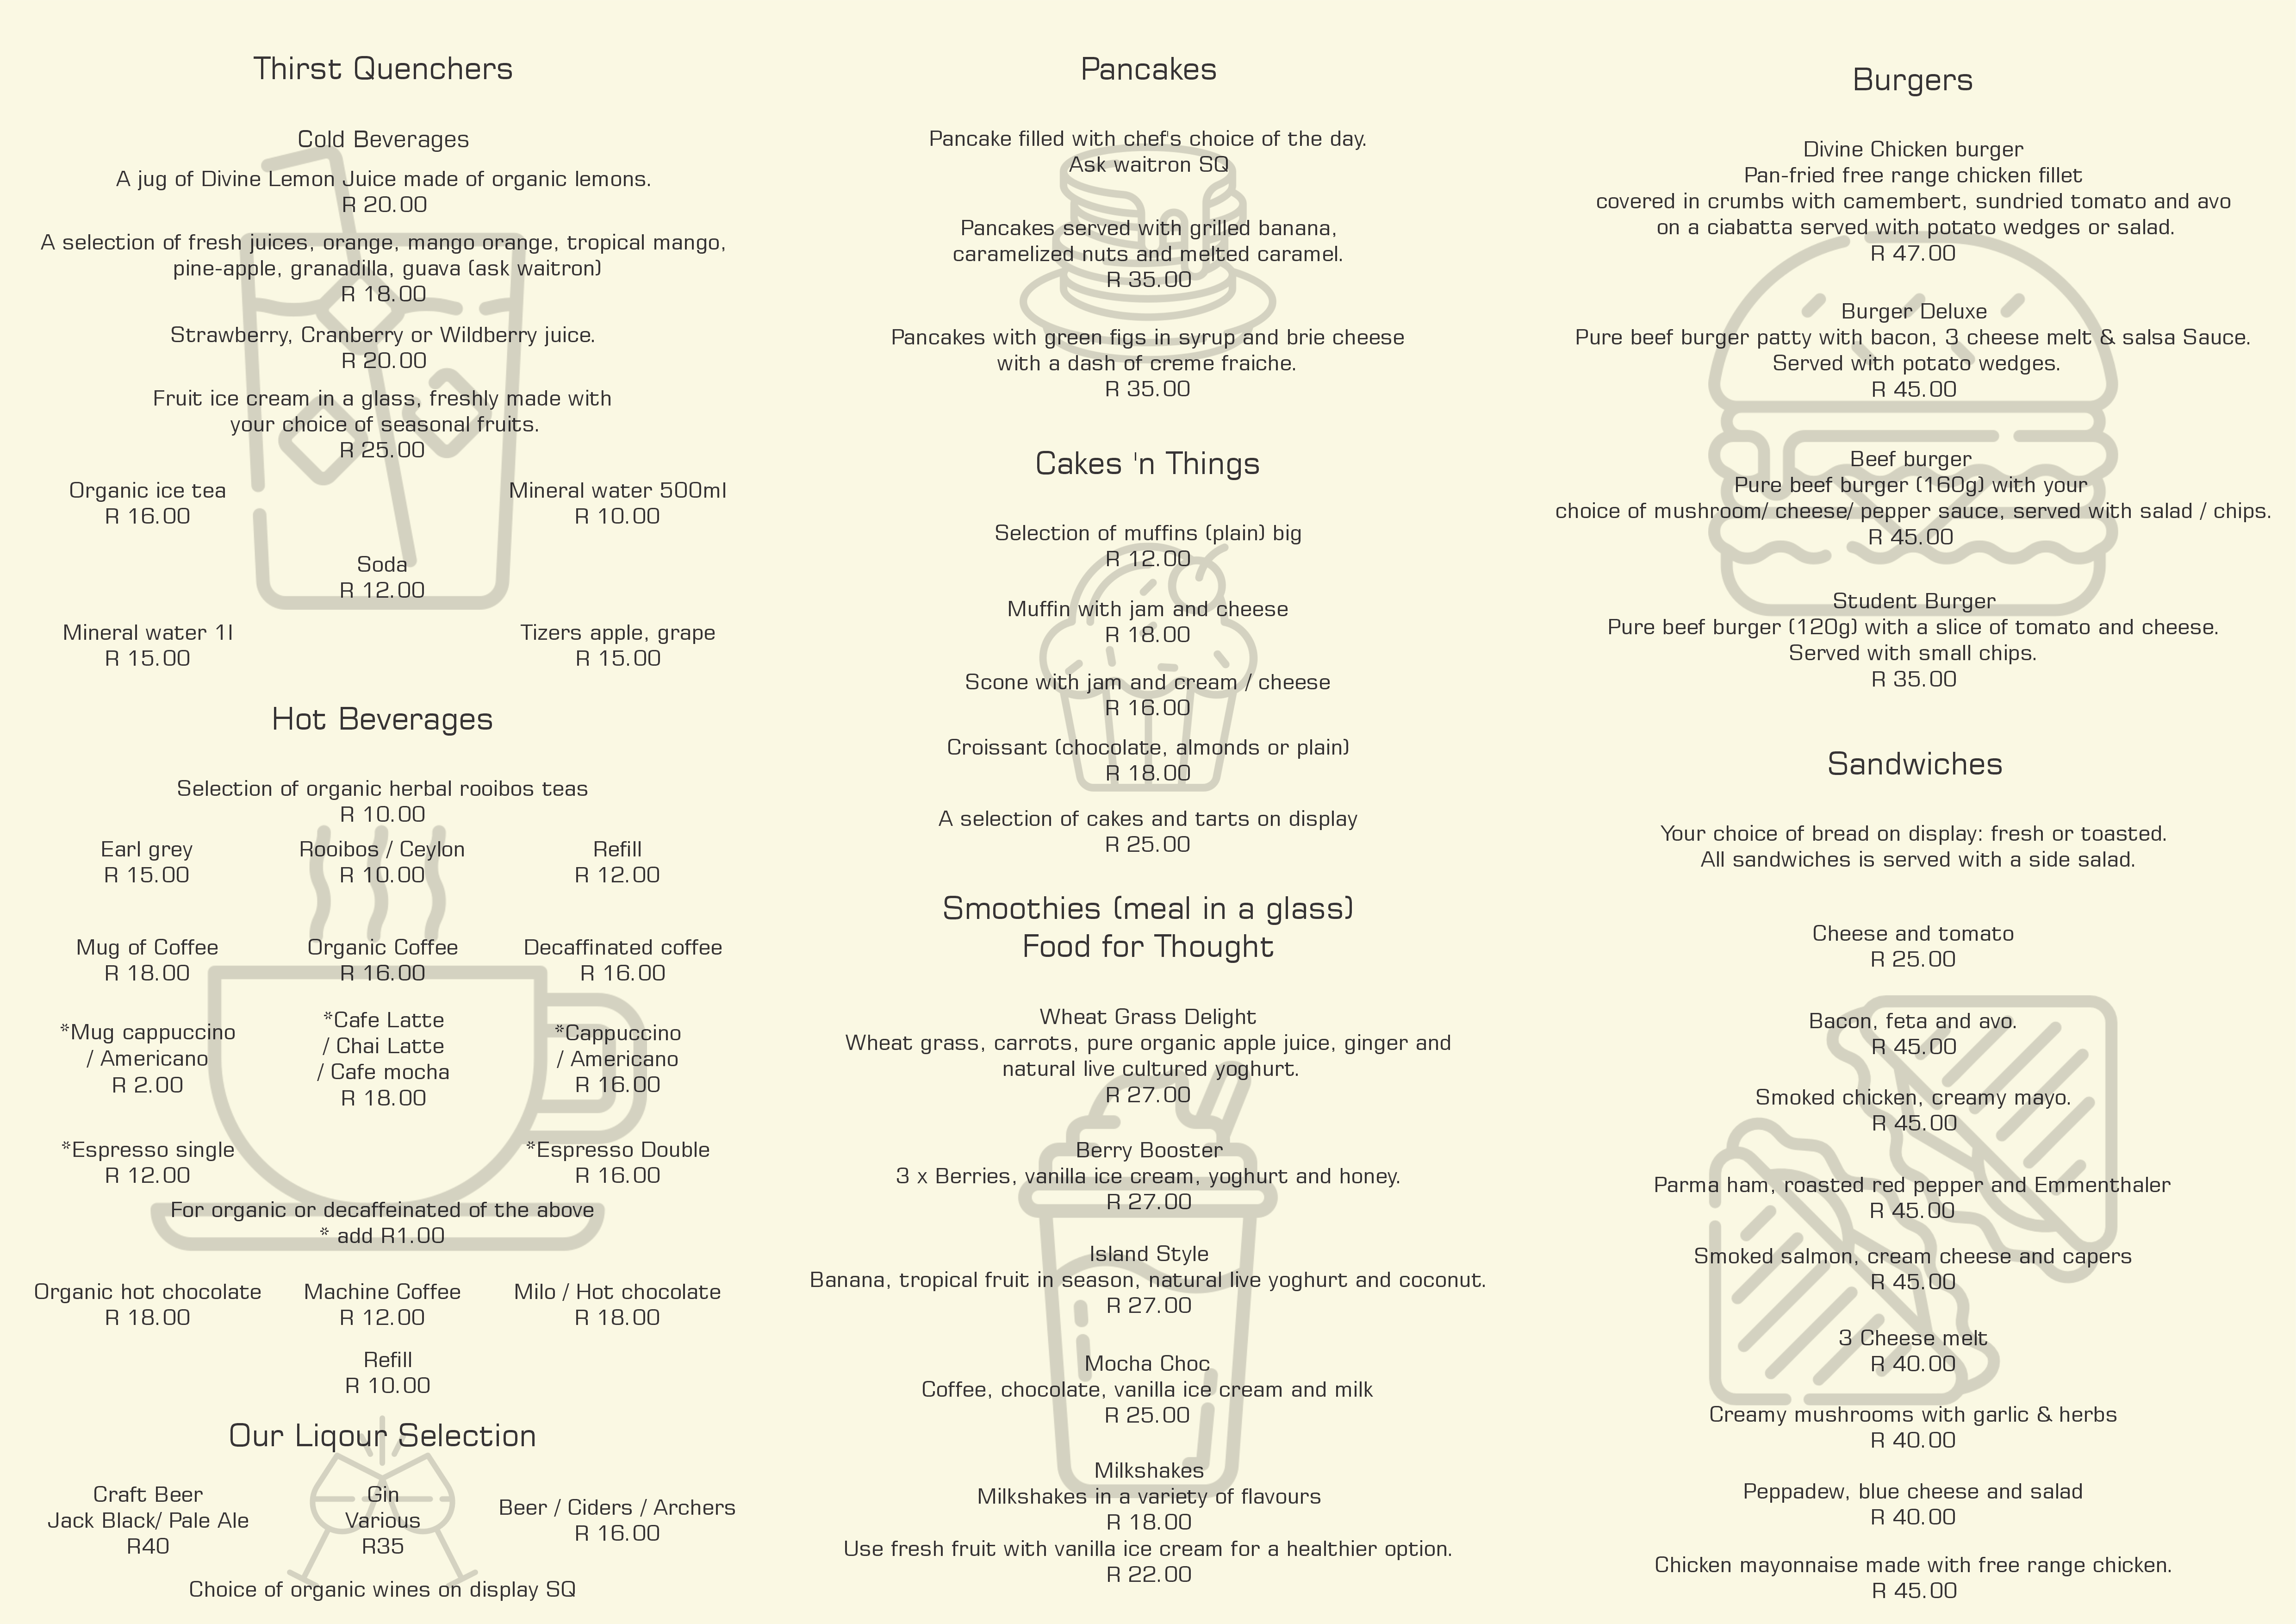 Thirst Quenchers
Cold Beverages
A jug of Divine Lemon Juice made of organic lemons.
R 20.00
A selection of fresh juices, orange, mango orange, tropical mango,
pine-apple, granadilla, guava (ask waitron)
R 18.00
Strawberry, Cranberry or Wildberry juice.
R 20.00
Fruit ice cream in a glass, freshly made with
your choice of seasonal fruits.
R 25.00
Organic ice tea
R 16.00
Mineral water 500ml
R 10.00
Soda
R 12.00
Mineral water 1l
R 15.00
Tizers apple, grape
R 15.00
Hot Beverages
Selection of organic herbal rooibos teas
R 10.00
Earl grey
R 15.00
Rooibos / Ceylon
R 10.00
Refill
R 12.00
Mug of Coffee
R 18.00
Organic Coffee
R 16.00
Decaffinated coffee
R 16.00
*Mug cappuccino
/ Americano
R 2.00
*Cafe Latte
/ Chai Latte
/ Cafe mocha
R 18.00
*Cappuccino
/ Americano
R 16.00
*Espresso single
R 12.00
*Espresso Double
R 16.00
For organic or decaffeinated of the above
* add R1.00
Organic hot chocolate
R 18.00
Machine Coffee
R 12.00
Milo / Hot chocolate
R 18.00
Refill
R 10.00
Our Liqour Selection
Craft Beer
Jack Black/ Pale Ale
R40
Gin
Various
R35
Beer / Ciders / Archers
R 16.00
Choice of organic wines on display SQ
Pancakes
Pancake filled with chef's choice of the day.
Ask waitron SQ
Pancakes served with grilled banana,
caramelized nuts and melted caramel.
R 35.00
Pancakes with green figs in syrup and brie cheese
with a dash of creme fraiche.
R 35.00
Cakes 'n Things
Selection of muffins (plain) big
R 12.00
Muffin with jam and cheese
R 18.00
Scone with jam and cream / cheese
R 16.00
Croissant (chocolate, almonds or plain)
R 18.00
A selection of cakes and tarts on display
R 25.00
Smoothies (meal in a glass)
Food for Thought
Wheat Grass Delight
Wheat grass, carrots, pure organic apple juice, ginger and
natural live cultured yoghurt.
R 27.00
Berry Booster
3 x Berries, vanilla ice cream, yoghurt and honey.
R 27.00
Island Style
Banana, tropical fruit in season, natural live yoghurt and coconut.
R 27.00
Mocha Choc
Coffee, chocolate, vanilla ice cream and milk
R 25.00
Milkshakes
Milkshakes in a variety of flavours
R 18.00
Use fresh fruit with vanilla ice cream for a healthier option.
R 22.00
Burgers
Divine Chicken burger
Pan-fried free range chicken fillet
covered in crumbs with camembert, sundried tomato and avo
on a ciabatta served with potato wedges or salad.
R 47.00
Burger Deluxe
Pure beef burger patty with bacon, 3 cheese melt & salsa Sauce.
Served with potato wedges.
R 45.00
Beef burger
Pure beef burger (160g) with your
choice of mushroom/ cheese/ pepper sauce, served with salad / chips.
R 45.00
Student Burger
Pure beef burger (120g) with a slice of tomato and cheese.
Served with small chips.
R 35.00
Sandwiches
Your choice of bread on display: fresh or toasted.
All sandwiches is served with a side salad.
Cheese and tomato
R 25.00
Bacon, feta and avo.
R 45.00
Smoked chicken, creamy mayo.
R 45.00
Parma ham, roasted red pepper and Emmenthaler
R 45.00
Smoked salmon, cream cheese and capers
R 45.00
3 Cheese melt
R 40.00
Creamy mushrooms with garlic & herbs
R 40.00
Peppadew, blue cheese and salad
R 40.00
Chicken mayonnaise made with free range chicken.
R 45.00